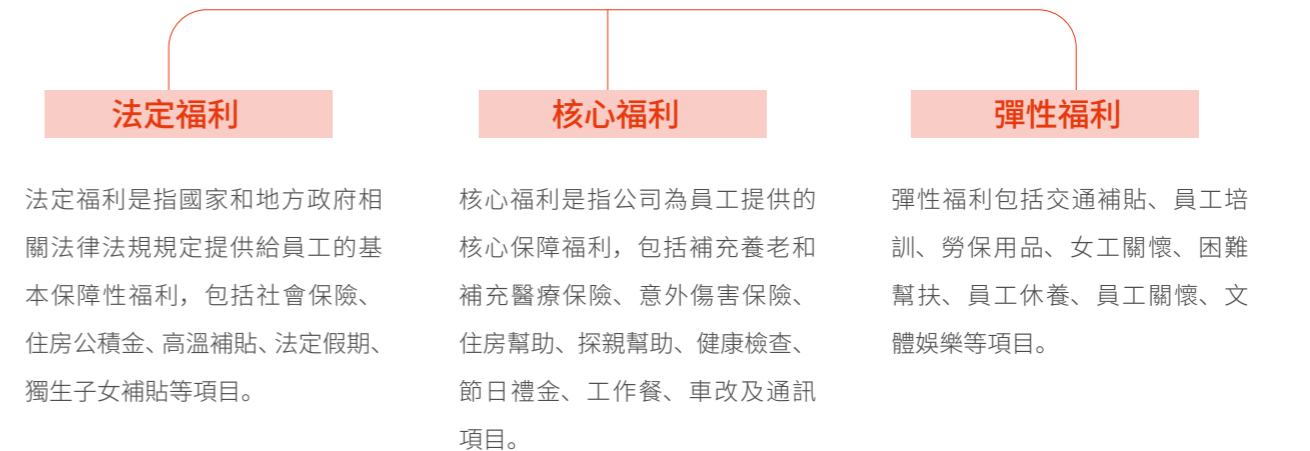 法定福利
法定福利是指國家和地方政府相
關法律法規規定提供給員工的基
本保障性福利，包括社會保險、
住房公積金、高溫補貼、法定假期、
獨生子女補貼等項目。
核心福利
核心福利是指公司為員工提供的
核心保障福利，包括補充養老和
補充醫療保險、意外傷害保險、
住房幫助、探親幫助、健康檢查、
節日禮金、工作餐、車改及通訊
項目。
彈性福利
彈性福利包括交通補貼、員工培
訓、勞保用品、女工關懷、困難
幫扶、員工休養、員工關懷、文
體娛樂等項目。